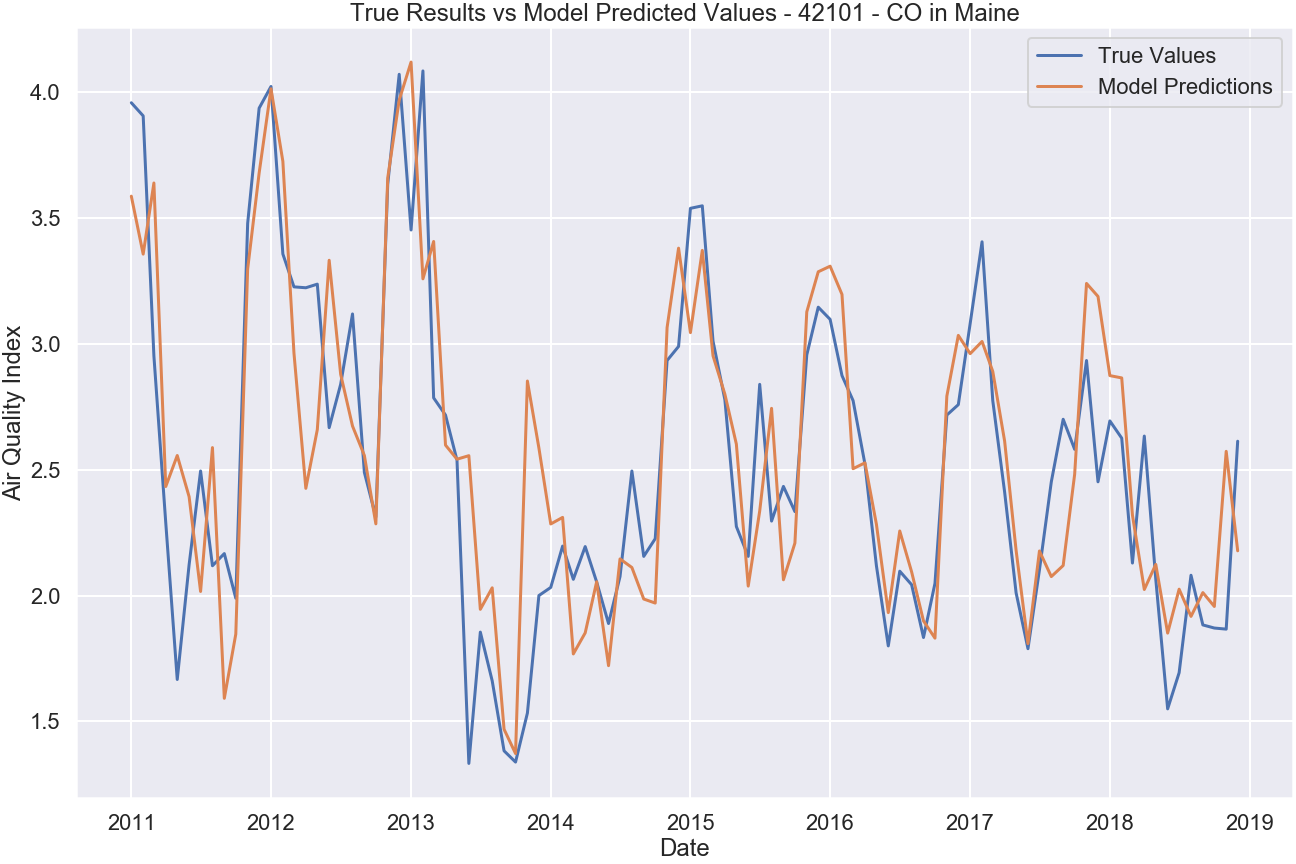 True Results vs Model Predicted Values - 42101 - CO in Maine
True Values
Model Predictions
Air Quality Index
4.0
3.5
3.0
2.5
2.0
1.5
2011 2012 2013 2014 2015 2016 2017 2018 2019
Date